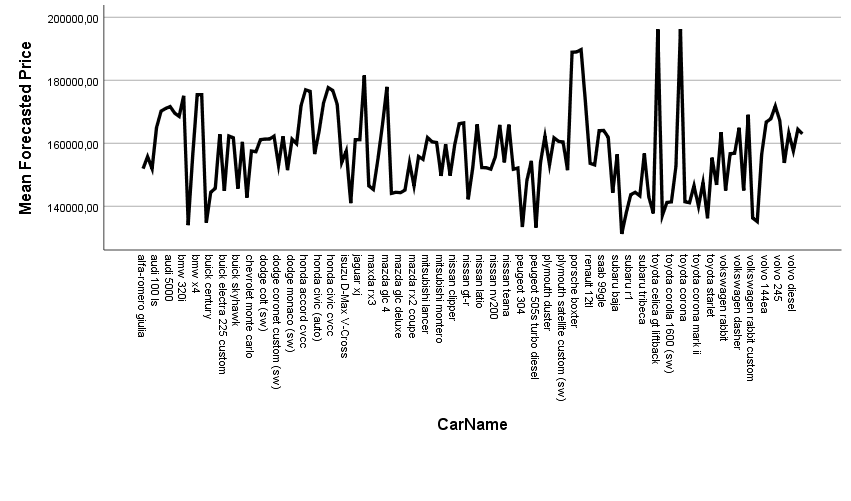 Mean Forecasted Price
200000,00
180000,00
160000,00
140000,00
alfa-romero giulia
audi 100 ls
audi 5000
bmw 320i
bmw x4
buick century
buick electra 225 custom
buick skyhawk
chevrolet monte carlo
dodge colt (sw)
dodge coronet custom (sw)
dodge monaco (sw)
honda accord cvcc
honda civic (auto)
honda civic cvcc
isuzu D-Max V-Cross
jaguar xj
maxda rx3
mazda glc 4
mazda glc deluxe
mazda rx2 coupe
mitsubishi lancer
mitsubishi montero
nissan clipper
nissan gt-r
nissan latio
nissan nv200
nissan teana
peugeot 304
peugeot 505s turbo diesel
plymouth duster
plymouth satellite custom (sw)
porsche boxter
renault 12tl
saab 99gle
subaru baja
subaru r1
subaru tribeca
toyota celica gt liftback
toyota corolla 1600 (sw)
toyota corona
toyota corona mark ii
toyota starlet
vokswagen rabbit
volkswagen dasher
volkswagen rabbit custom
volvo 144ea
volvo 245
volvo diesel
CarName